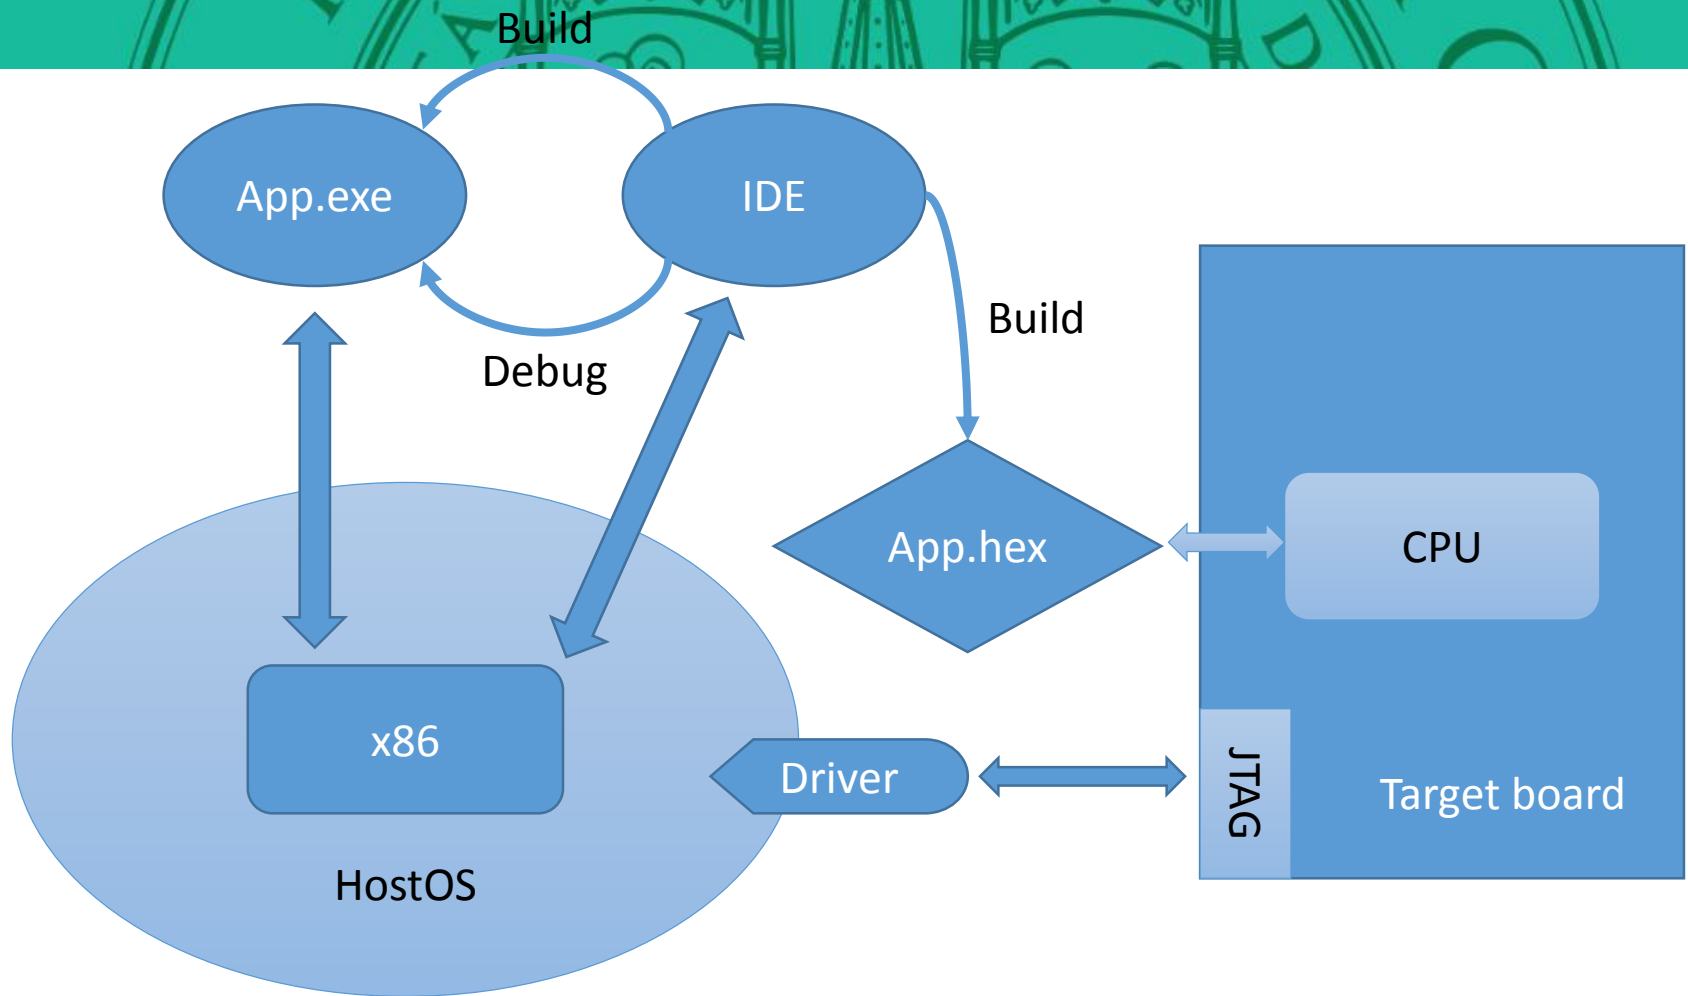 Build
App.exe
IDE
Build
Debug
App.hex
CPU
x86
Driver
JTAG
Target board
HostOS